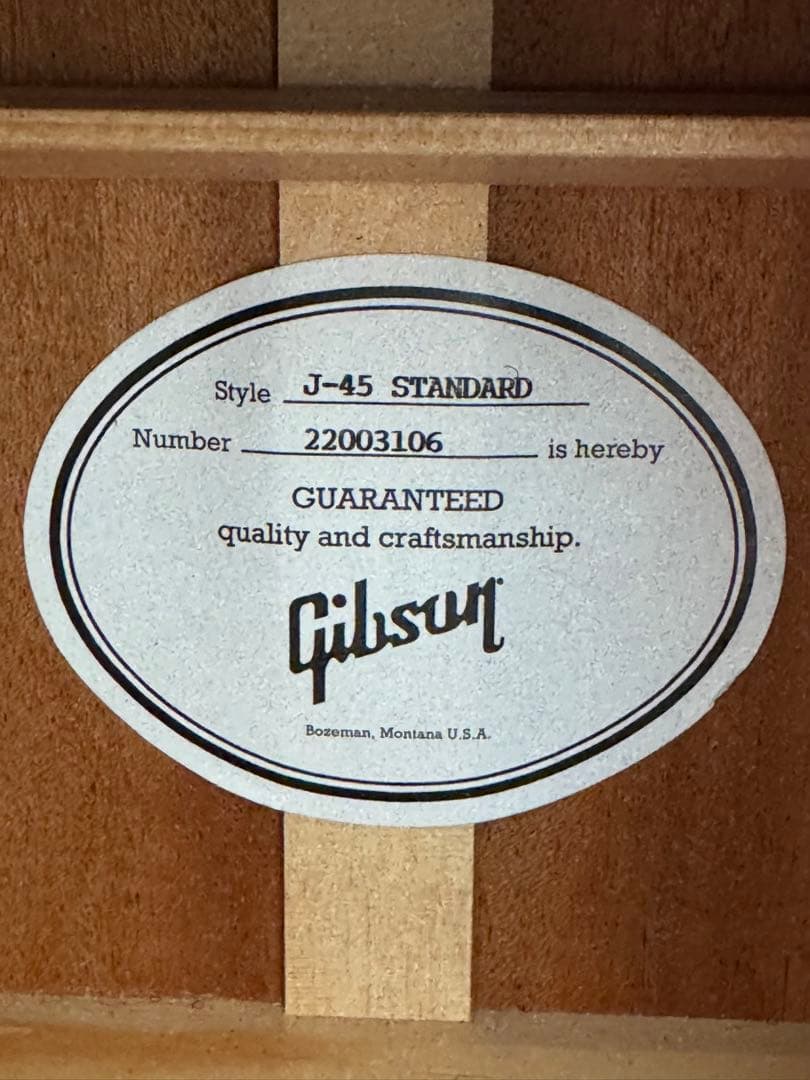 Style J-45 STANDARD
Number 22003106 is hereby
GUARANTEED
quality and craftsmanship.
Gibson
Bozeman, Montana U.S.A.